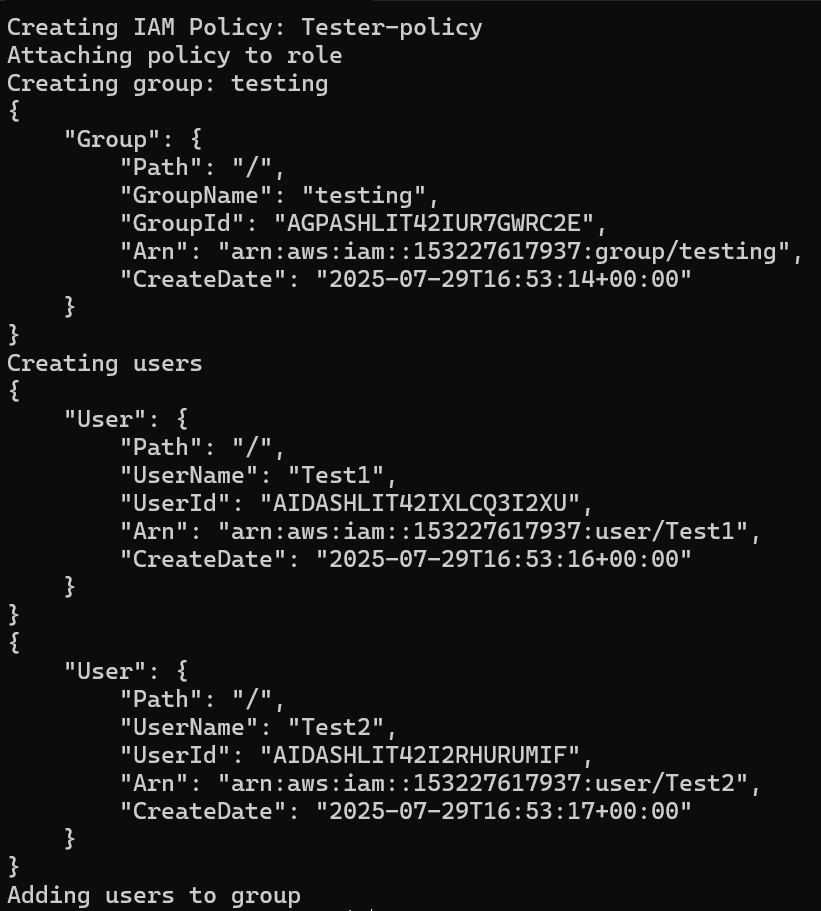 Creating IAM Policy: Tester-policy
Attaching policy to role
Creating group: testing
{
    "Group": {
        "Path": "/",
        "GroupName": "testing",
        "GroupId": "AGPASHLIT42IUR7GWRC2E",
        "Arn": "arn:aws:iam::153227617937:group/testing",
        "CreateDate": "2025-07-29T16:53:14+00:00"
    }
}
Creating users
{
    "User": {
        "Path": "/",
        "UserName": "Test1",
        "UserId": "AIDASHLIT42IXLCQ3I2XU",
        "Arn": "arn:aws:iam::153227617937:user/Test1",
        "CreateDate": "2025-07-29T16:53:16+00:00"
    }
}
{
    "User": {
        "Path": "/",
        "UserName": "Test2",
        "UserId": "AIDASHLIT42I2RHURUMIF",
        "Arn": "arn:aws:iam::153227617937:user/Test2",
        "CreateDate": "2025-07-29T16:53:17+00:00"
    }
}
Adding users to group